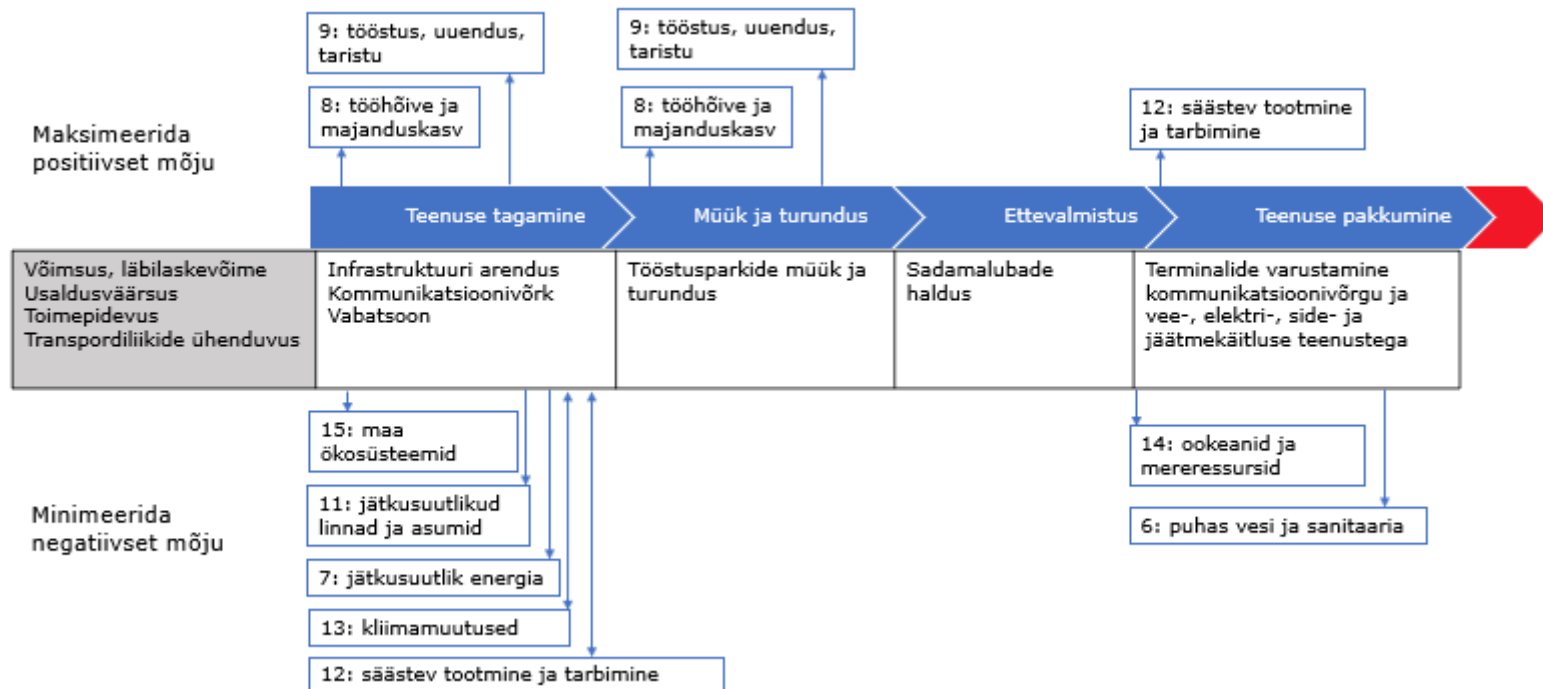 9: tööstus, uuendus,
taristu
9: tööstus, uuendus,
taristu
8: tööhõive ja
majanduskasv
8: tööhõive ja
majanduskasv
12: säästev tootmine
ja tarbimine
Maksimeerida
positiivset mõju
Teenuse tagamine
Müük ja turundus
Ettevalmistus
Teenuse pakkumine
Võimsus, läbilaskevõime
Usaldusväärsus
Toimepidevus
Transpordiliikide ühenduvus
Infrastruktuuri arendus
Kommunikatsioonivõrk
Vabatsoon
Tööstusparkide müük ja
turundus
Sadamalubade
haldus
Terminalide varustamine
kommunikatsioonivõrgu ja
vee-, elektri-, side- ja
jäätmekäitluse teenustega
Minimeerida
negatiivset mõju
15: maa
ökosüsteemid
11: jätkusuutlikud
linnad ja asumid
7: jätkusuutlik energia
13: kliimamuutused
12: säästev tootmine ja tarbimine
14: ookeanid ja
mereressursid
6: puhas vesi ja sanitaaria